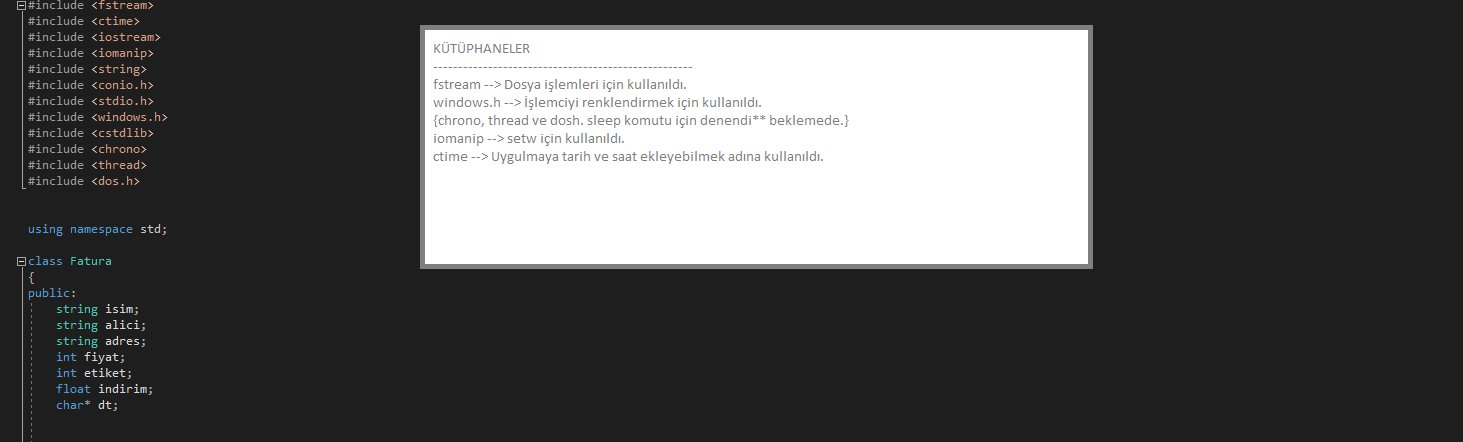 #include <fstream>
#include <ctime>
#include <iostream>
#include <iomanip>
#include <string>
#include <conio.h>
#include <stdio.h>
#include <windows.h>
#include <cstdlib>
#include <chrono>
#include <thread>
#include <dos.h>
using namespace std;
class Fatura
{
public:
string isim;
string alici;
string adres;
int fiyat;
int etiket;
float indirim;
char* dt;
KÜTÜPHANELER
----------------------------------------------------
fstream --> Dosya işlemleri için kullanıldı.
windows.h --> İşlemciyi renklendirmek için kullanıldı.
{chrono, thread ve dosh. sleep komutu için denendi** beklemede.}
iomanip --> setw için kullanıldı.
ctime --> Uygulmaya tarih ve saat ekleyebilmek adına kullanıldı.